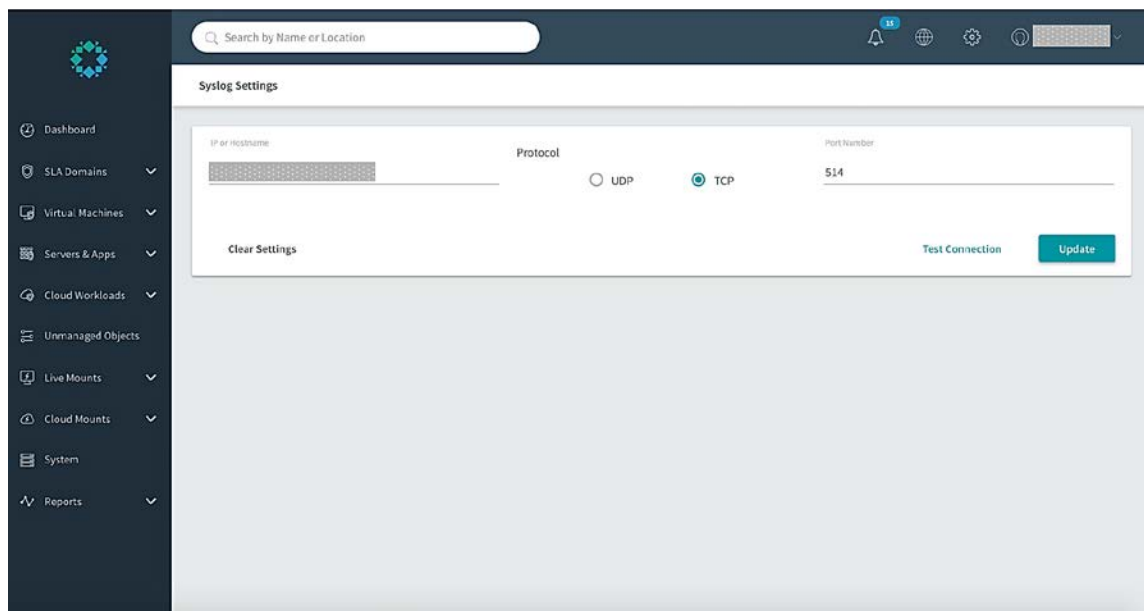 Search by Name or Location
15
Syslog Settings
Dashboard
SLA Domains
Virtual Machines
Servers & Apps
Cloud Workloads
Unmanaged Objects
Live Mounts
Cloud Mounts
System
Reports
IP or Hostname
Protocol
UDP
TCP
Port Number
514
Clear Settings
Test Connection
Update